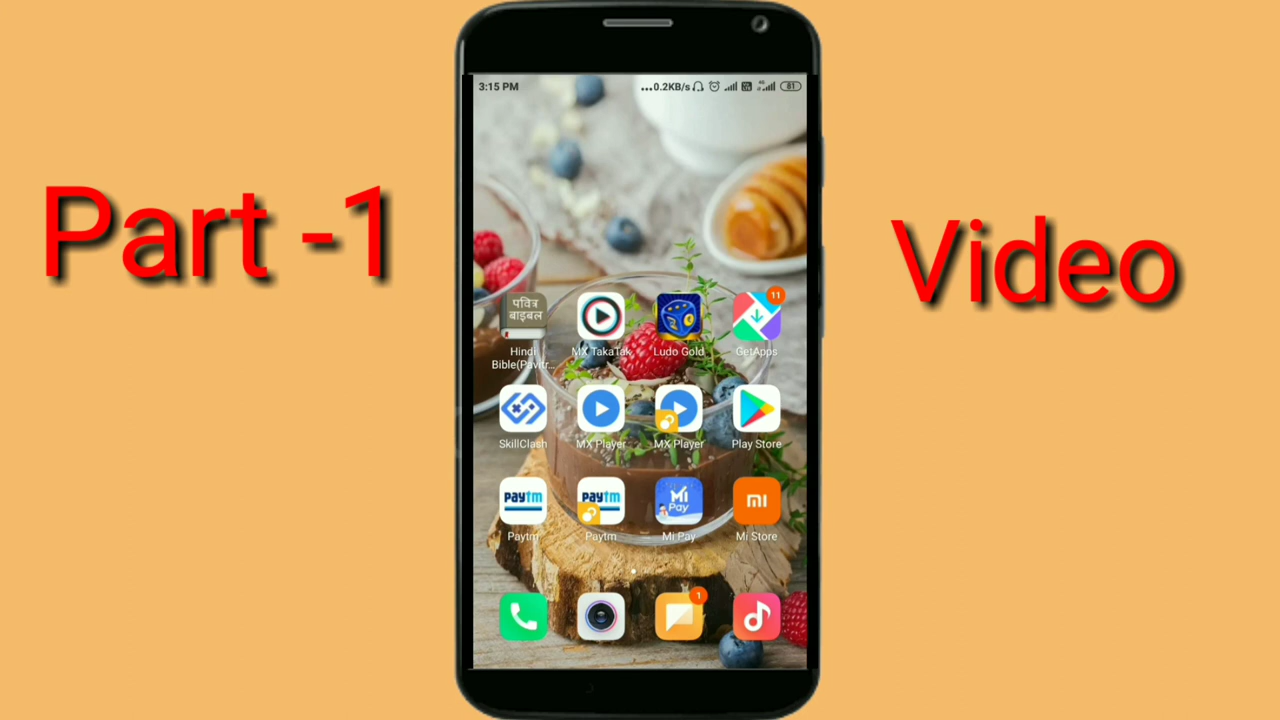 Part -1
Video
3:15 PM
...0.2KB/s
4G
81
पवित्र
बाइबल
11
Hindi
Bible(Pavitr...
MX TakaTak
Ludo Gold
GetApps
SkillClash
MX Player
MX Player
Play Store
Paytm
Paytm
Mi
Pay
mi
Paytm
Paytm
Mi Pay
Mi Store
1